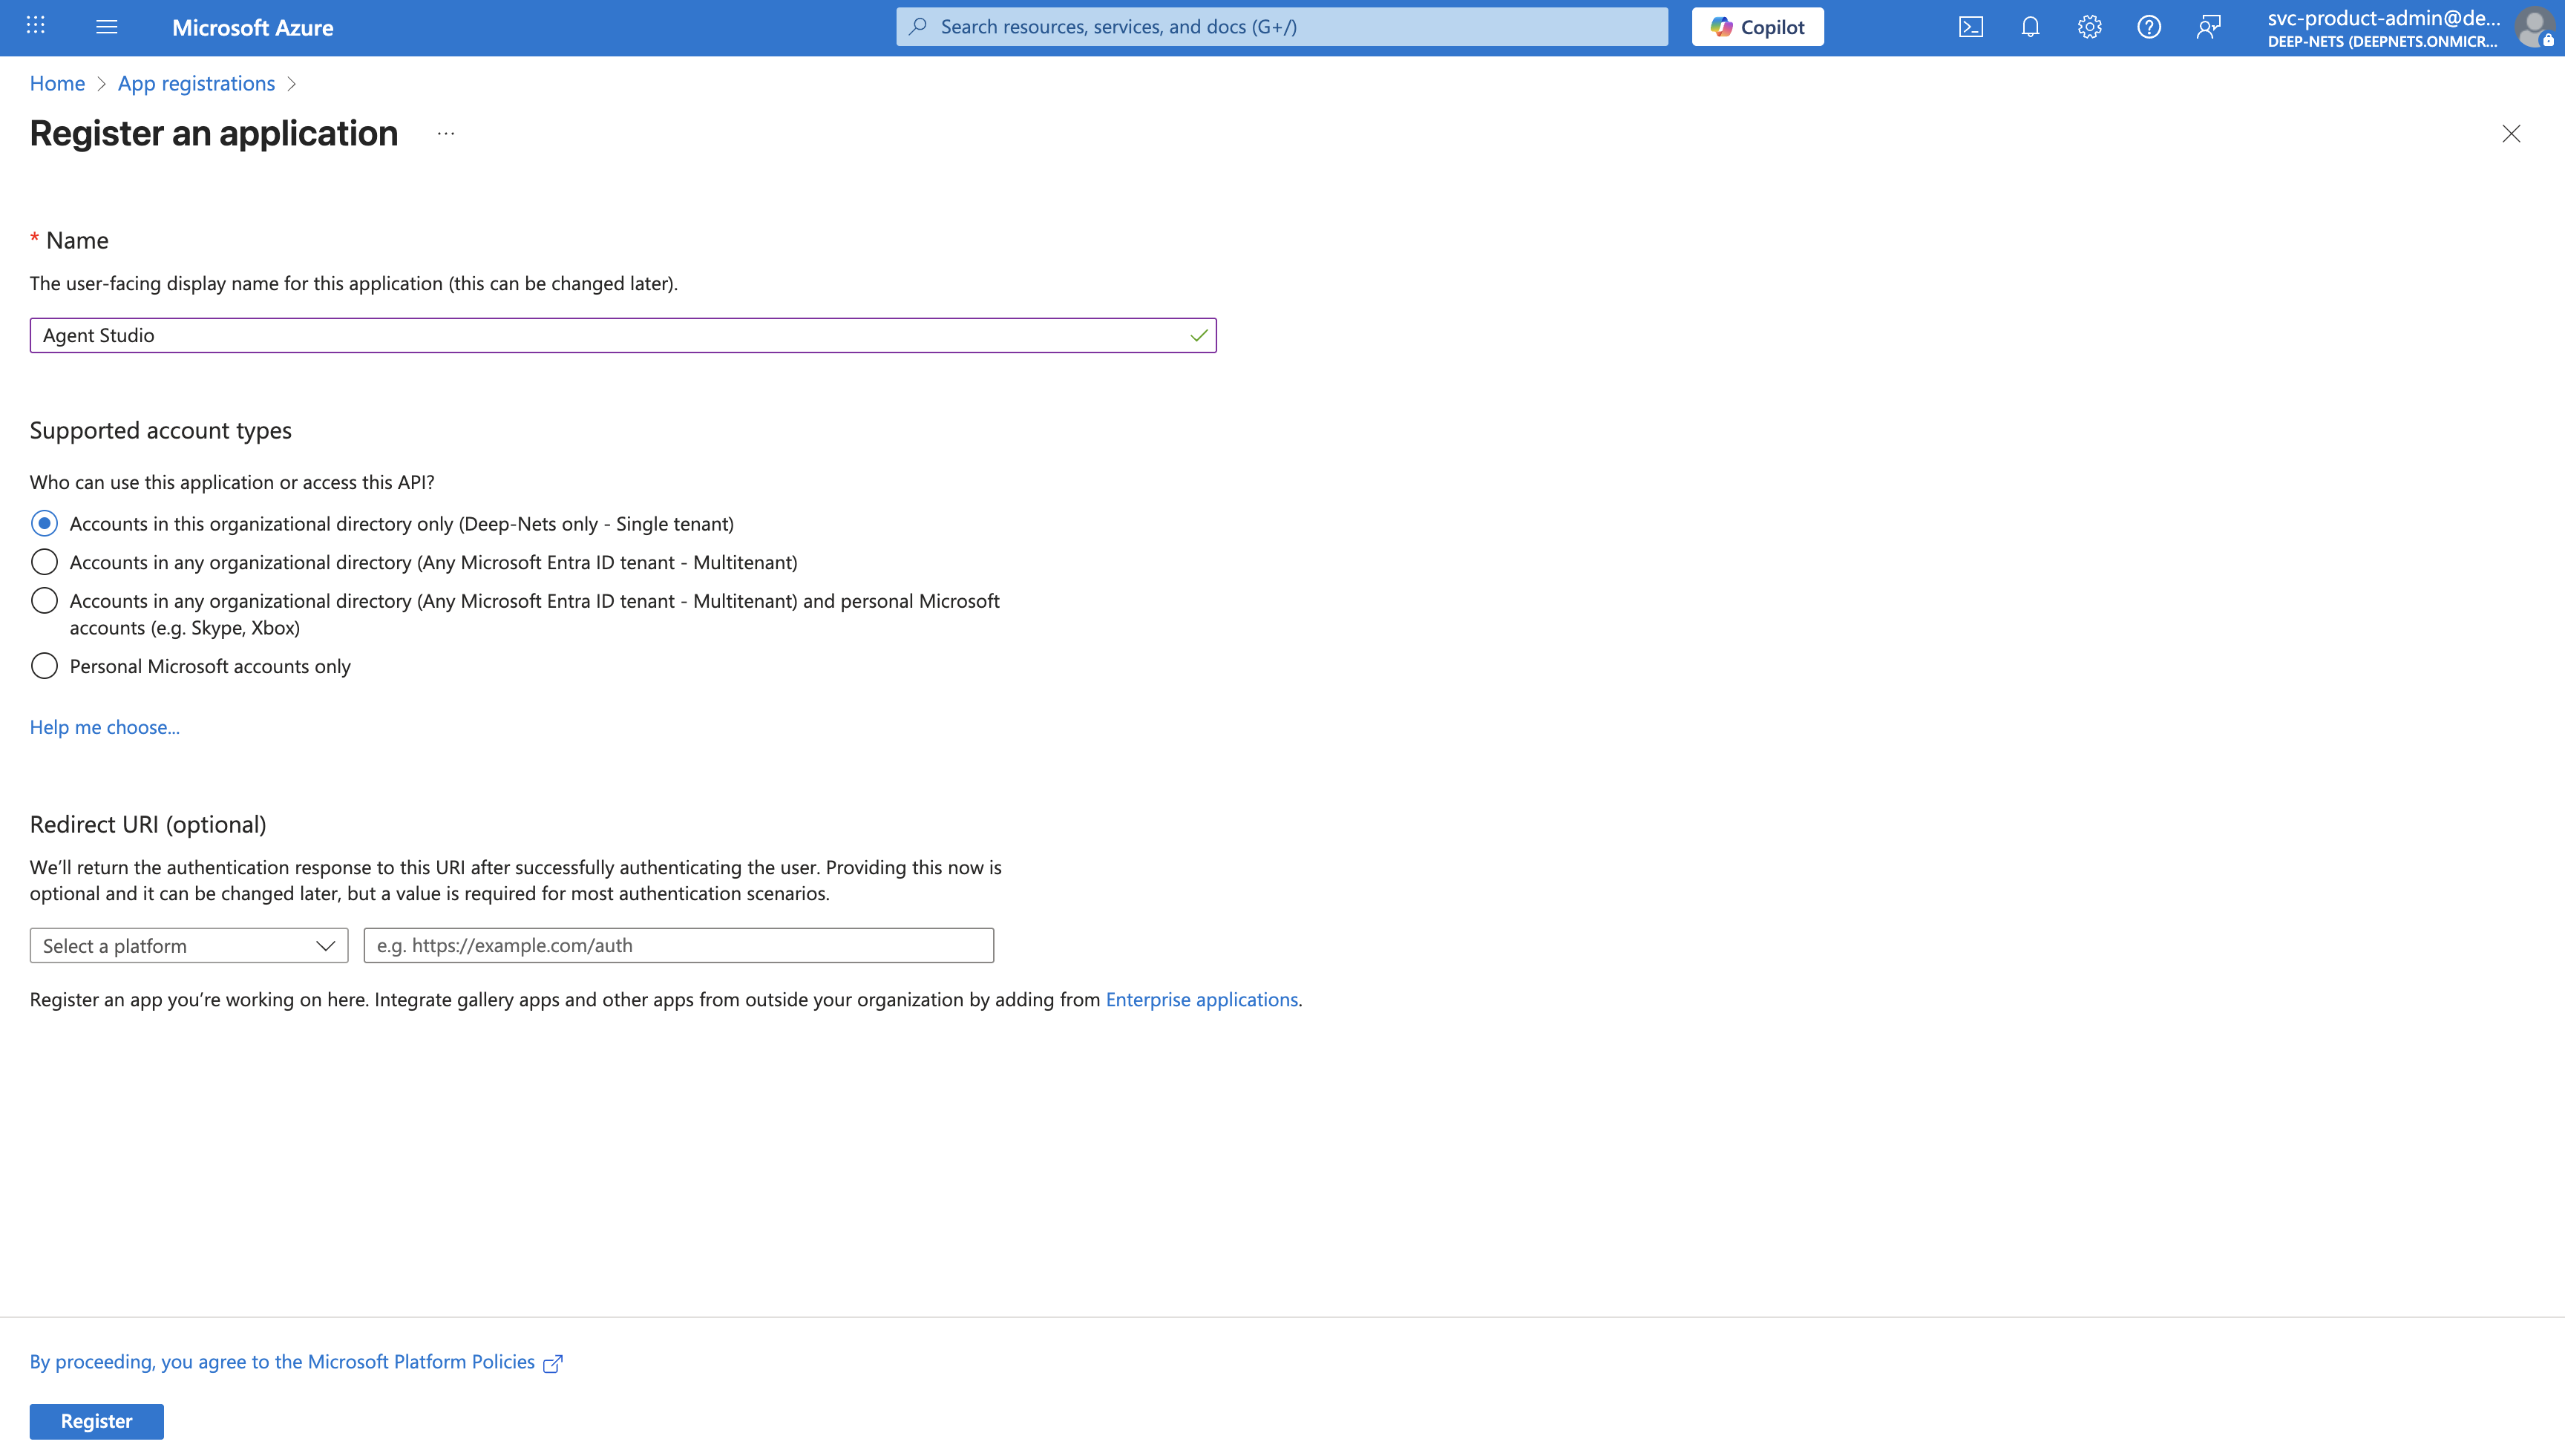 Microsoft Azure
Search resources, services, and docs (G+/)
Copilot
svc-product-admin@de...
DEEP-NETS (DEEPNETS.ONMICR...
Home > App registrations >
Register an application ...
* Name
The user-facing display name for this application (this can be changed later).
Agent Studio
Supported account types
Who can use this application or access this API?
Accounts in this organizational directory only (Deep-Nets only - Single tenant)
Accounts in any organizational directory (Any Microsoft Entra ID tenant - Multitenant)
Accounts in any organizational directory (Any Microsoft Entra ID tenant - Multitenant) and personal Microsoft
accounts (e.g. Skype, Xbox)
Personal Microsoft accounts only
Help me choose...
Redirect URI (optional)
We’ll return the authentication response to this URI after successfully authenticating the user. Providing this now is
optional and it can be changed later, but a value is required for most authentication scenarios.
Select a platform
e.g. https://example.com/auth
Register an app you’re working on here. Integrate gallery apps and other apps from outside your organization by adding from Enterprise applications.
By proceeding, you agree to the Microsoft Platform Policies
Register